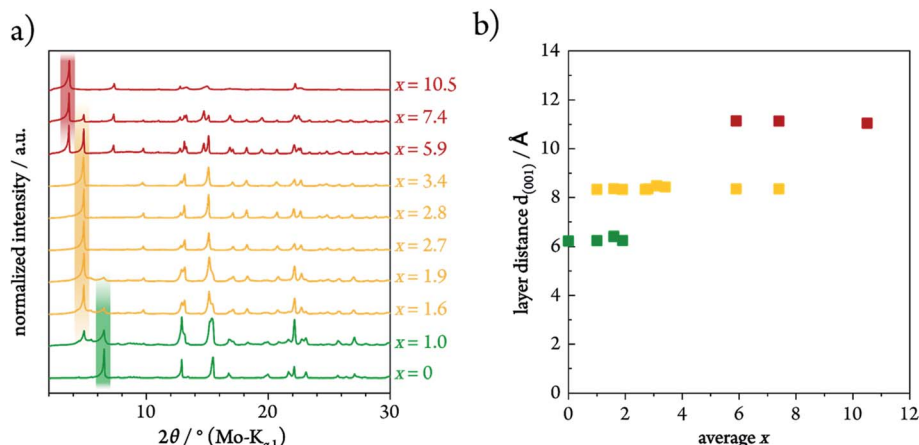 a)
normalized intensity / a.u.
x = 10.5
x = 7.4
x = 5.9
x = 3.4
x = 2.8
x = 2.7
x = 1.9
x = 1.6
x = 1.0
x = 0
10 20 30
2θ / ° (Mo-Kα1)
b)
layer distance d(001) / Å
14
12
10
8
6
4
2
0
0 2 4 6 8 10 12
average x